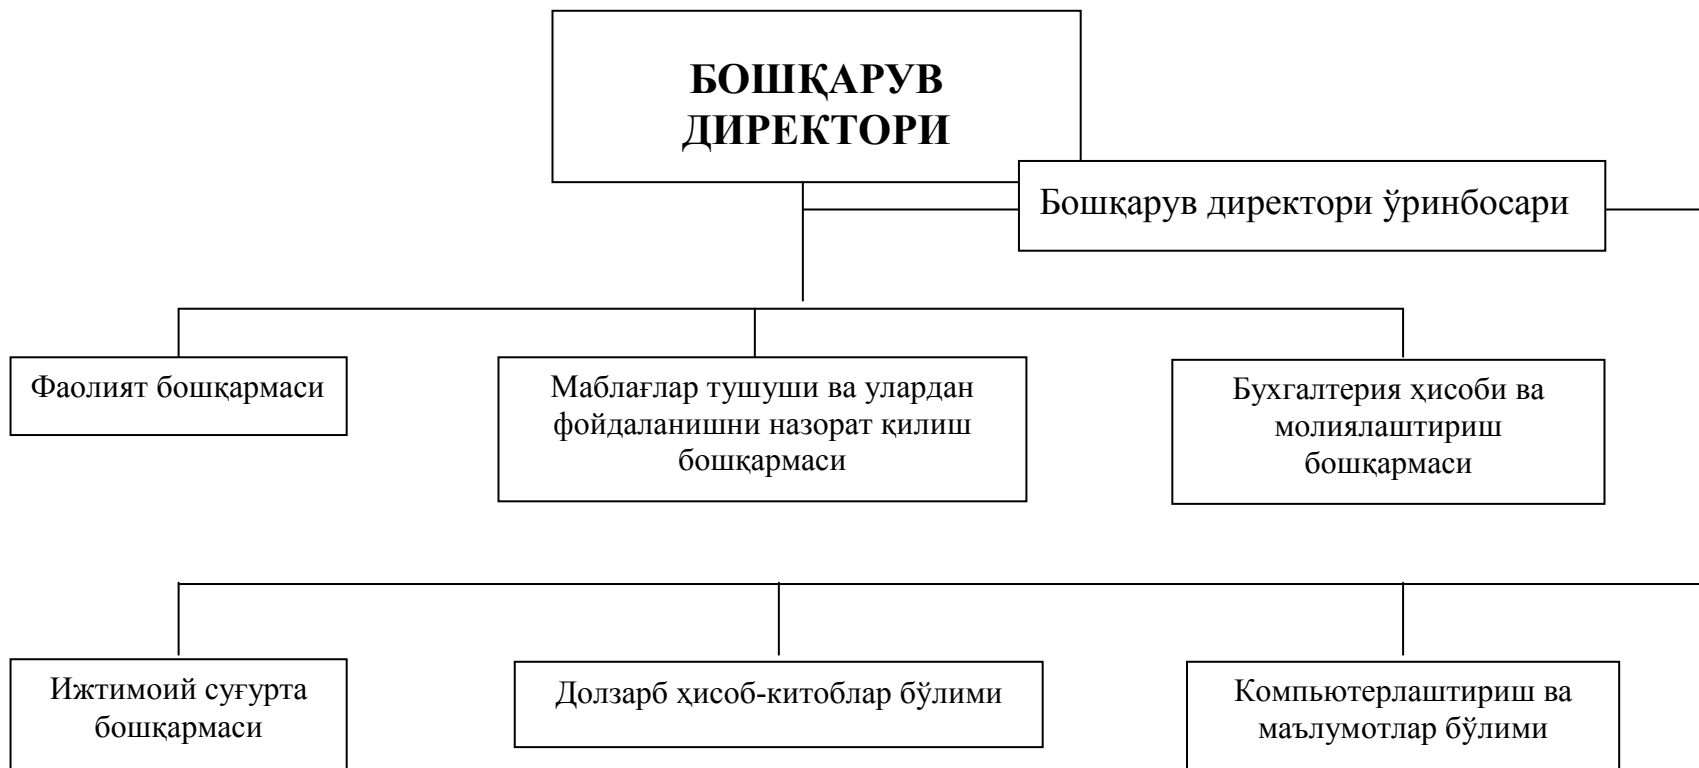 БОШҚАРУВ
ДИРЕКТОРИ
Бошқарув директори ўринбосари
Фаолият бошқармаси
Маблағлар тушуши ва улардан
фойдаланишни назорат қилиш
бошқармаси
Бухгалтерия ҳисоби ва
молиялаштириш
бошқармаси
Ижтимоий суғурта
бошқармаси
Долзарб ҳисоб-китоблар бўлими
Компьютерлаштириш ва
маълумотлар бўлими